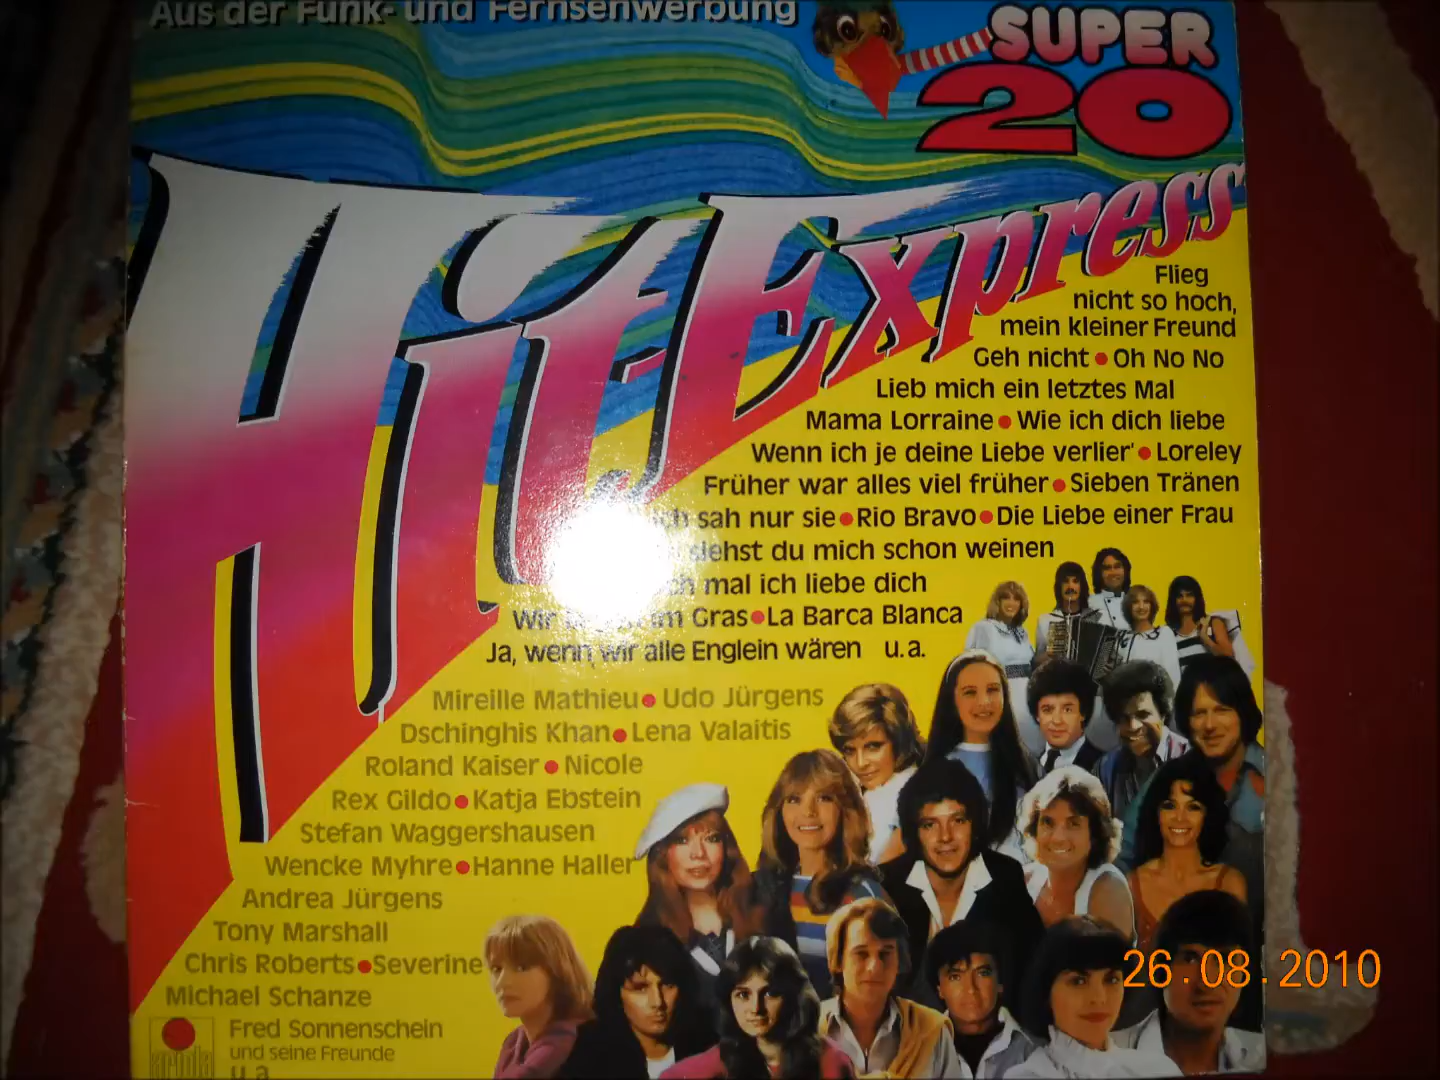 Aus der Funk- und Fernsehwerbung
SUPER
20
HitExpress
Flieg
nicht so hoch,
mein kleiner Freund
Geh nicht • Oh No No
Lieb mich ein letztes Mal
Mama Lorraine • Wie ich dich liebe
Wenn ich je deine Liebe verlier' • Loreley
Früher war alles viel früher • Sieben Tränen
sah nur sie • Rio Bravo • Die Liebe einer Frau
siehst du mich schon weinen
mal ich liebe dich
Wir im Gras • La Barca Blanca
Ja, wenn wir alle Englein wären u.a.
Mireille Mathieu • Udo Jürgens
Dschinghis Khan • Lena Valaitis
Roland Kaiser • Nicole
Rex Gildo • Katja Ebstein
Stefan Waggershausen
Wencke Myhre • Hanne Haller
Andrea Jürgens
Tony Marshall
Chris Roberts • Severine
Michael Schanze
Fred Sonnenschein
und seine Freunde
u.a.
ariola
26.08.2010